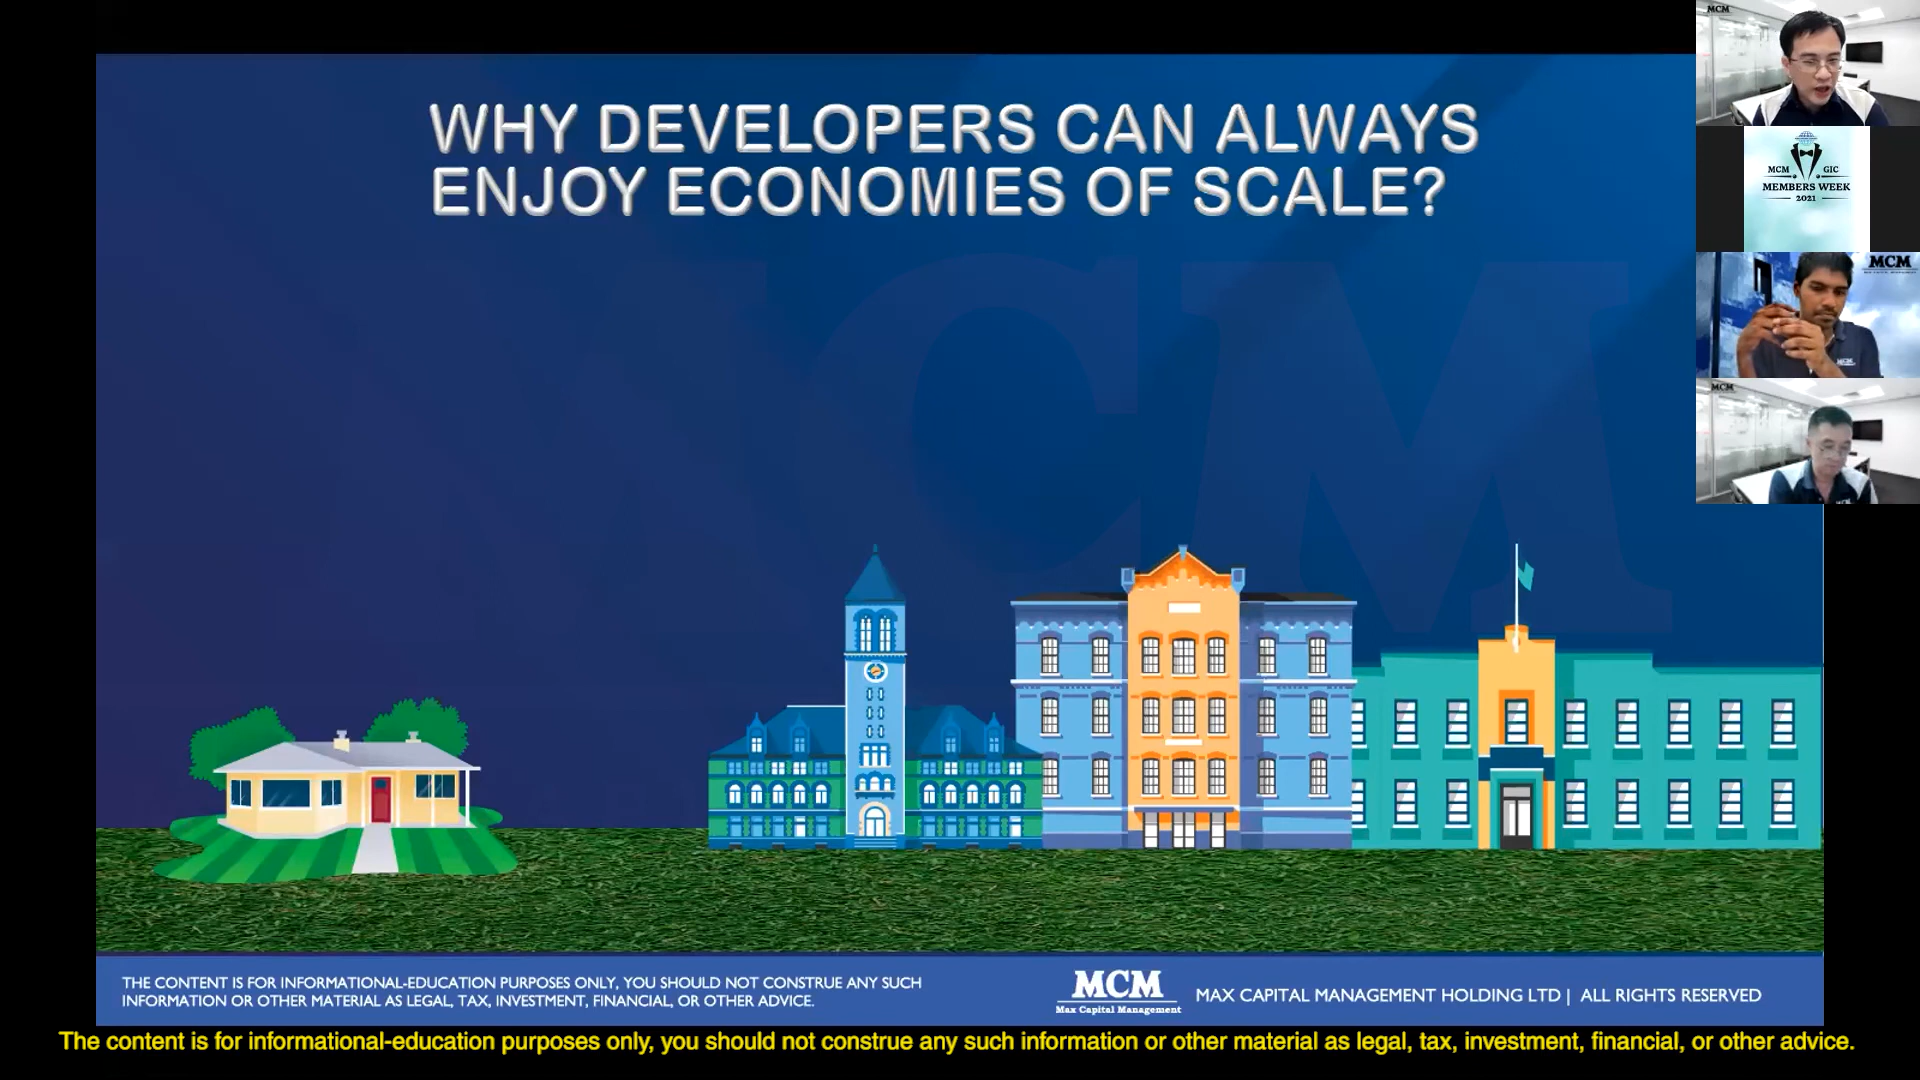 WHY DEVELOPERS CAN ALWAYS
ENJOY ECONOMIES OF SCALE?
MCM
MCM GIC
MEMBERS WEEK
2021
MCM
MCM
MCM
THE CONTENT IS FOR INFORMATIONAL-EDUCATION PURPOSES ONLY, YOU SHOULD NOT CONSTRUE ANY SUCH
INFORMATION OR OTHER MATERIAL AS LEGAL, TAX, INVESTMENT, FINANCIAL, OR OTHER ADVICE.
MCM
Max Capital Management
MAX CAPITAL MANAGEMENT HOLDING LTD | ALL RIGHTS RESERVED
The content is for informational-education purposes only, you should not construe any such information or other material as legal, tax, investment, financial, or other advice.